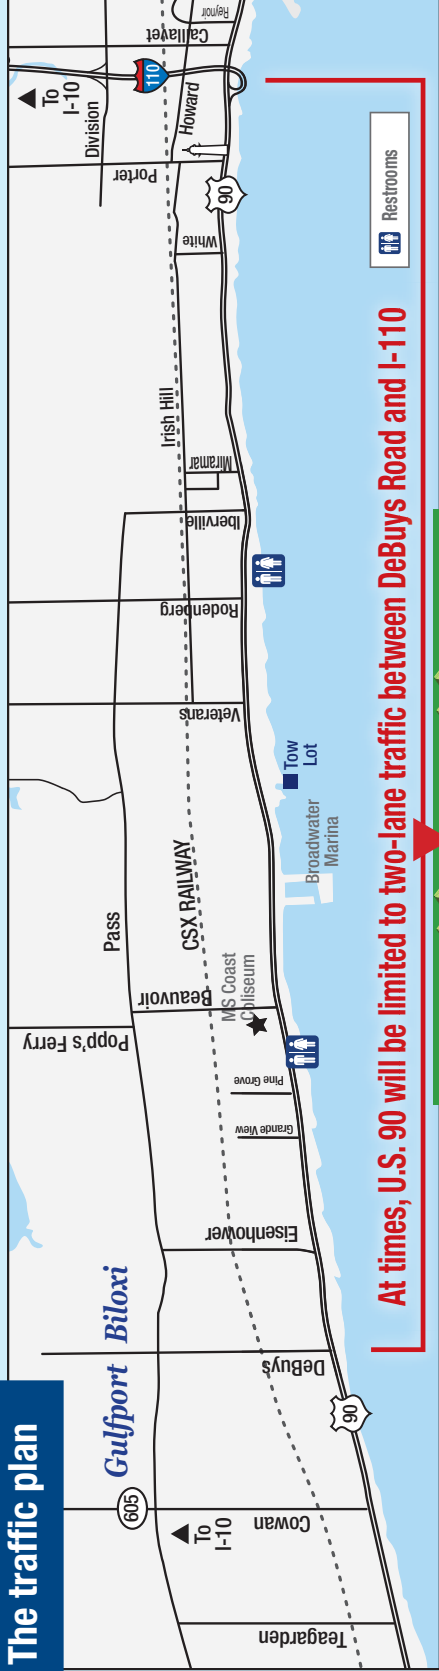 The traffic plan
Gulfport
Biloxi
605
To
I-10
Teagarden
Cowan
DeBuys
90
Eisenhower
Grande View
Pine Grove
Popp's Ferry
Beauvoir
MS Coast
Coliseum
Pass
CSX RAILWAY
Broadwater
Marina
Tow
Lot
Veterans
Rodenberg
Iberville
Miramar
Irish Hill
White
90
Porter
Howard
Division
To
I-10
110
Caillavet
Reynoir
Restrooms
At times, U.S. 90 will be limited to two-lane traffic between DeBuys Road and I-110